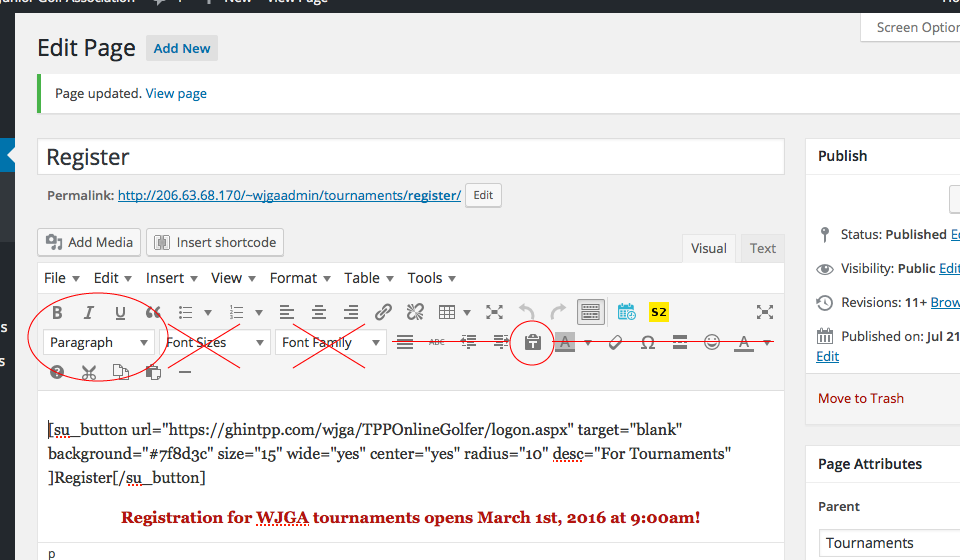 Junior Golf Association 1 New View Page
Screen Option
Edit Page Add New
Page updated. View page
Register
Permalink: http://206.63.68.170/~wjgaadmin/tournaments/register/ Edit
Add Media Insert shortcode
Visual Text
File Edit Insert View Format Table Tools
B I U S2
Paragraph Font Sizes Font Family ABC T A Ω A
[su_button url="https://ghintpp.com/wjga/TPPOnlineGolfer/logon.aspx" target="blank"
background="#7f8d3c" size="15" wide="yes" center="yes" radius="10" desc="For Tournaments"
]Register[/su_button]
Registration for WJGA tournaments opens March 1st, 2016 at 9:00am!
p
Publish
Status: Published
Visibility: Public Edit
Revisions: 11+ Brow
Published on: Jul 21
Edit
Move to Trash
Page Attributes
Parent
Tournaments